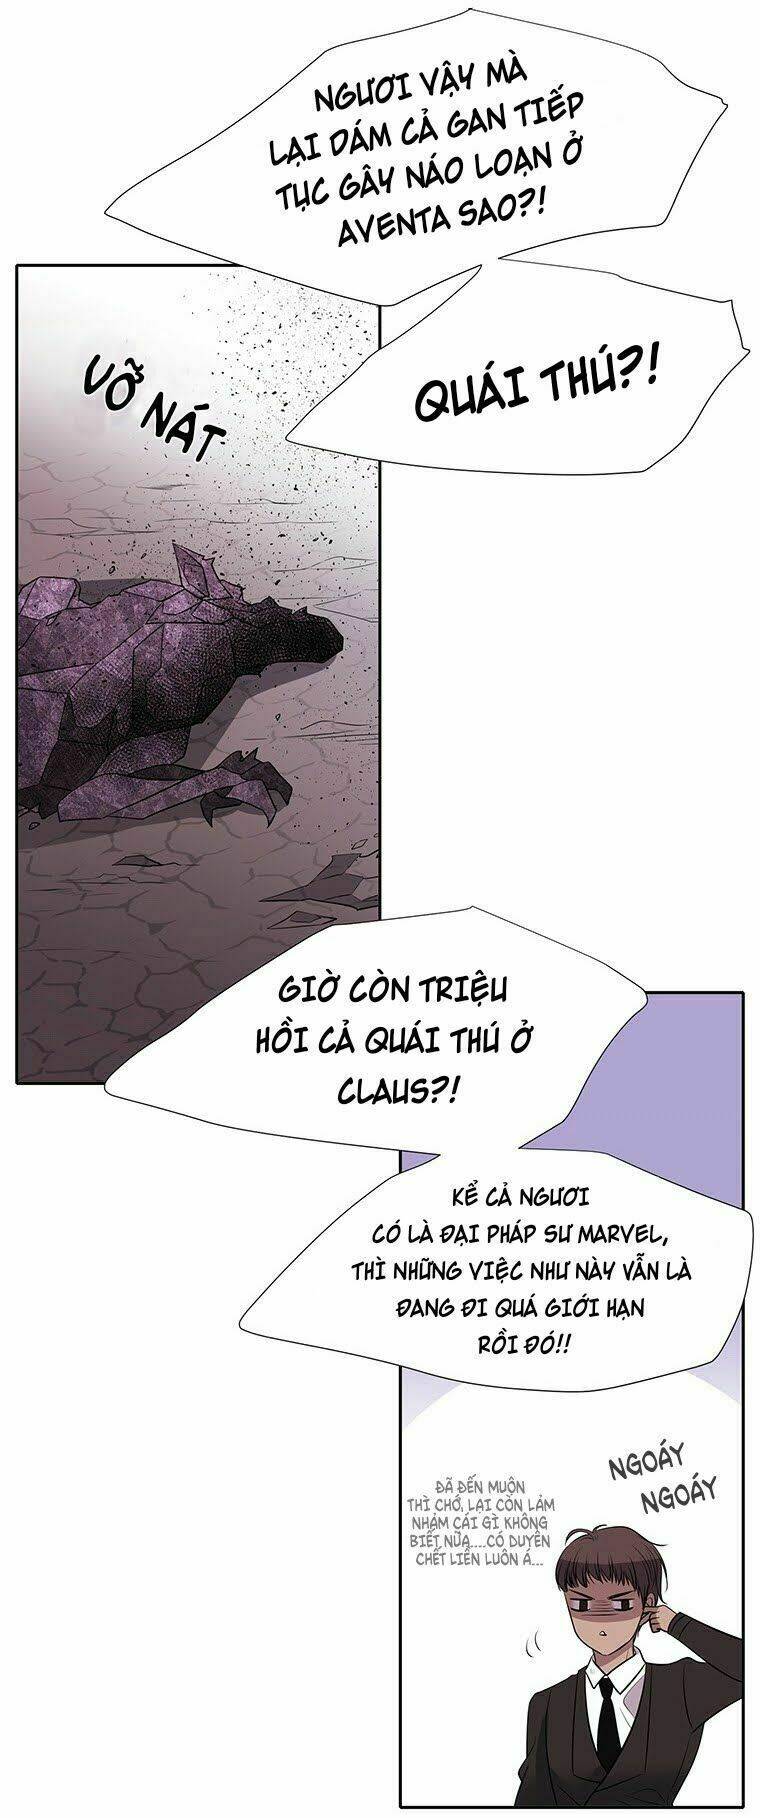 NGƯƠI VẬY MÀ
LẠI DÁM CẢ GAN TIẾP
TỤC GÂY NÁO LOẠN Ở
AVENTA SAO?!
QUÁI THÚ?!
VỠ NÁT
GIỜ CÒN TRIỆU
HỒI CẢ QUÁI THÚ Ở
CLAUS?!
KỂ CẢ NGƯƠI
CÓ LÀ ĐẠI PHÁP SƯ MARVEL,
THÌ NHỮNG VIỆC NHƯ NÀY VẪN LÀ
ĐANG ĐI QUÁ GIỚI HẠN
RỒI ĐÓ!!
NGOÁY
NGOÁY
ĐÃ ĐẾN MUỘN
THÌ CHỚ, LẠI CÒN LẢM
NHẢM CÁI GÌ KHÔNG
BIẾT NỮA....CÓ DUYÊN
CHẾT LIỀN LUÔN Á...